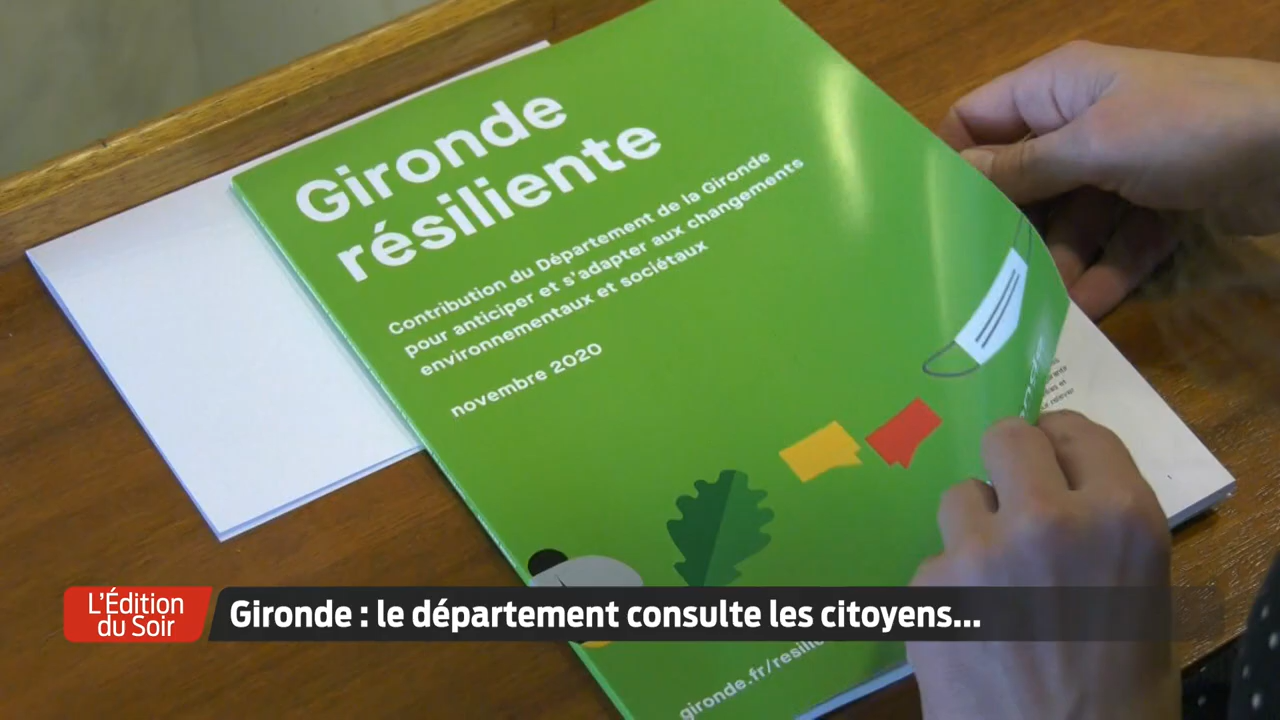 Gironde
résiliente
Contribution du Département de la Gironde
pour anticiper et s'adapter aux changements
environnementaux et sociétaux
novembre 2020
L'Édition
du Soir
Gironde : le département consulte les citoyens...